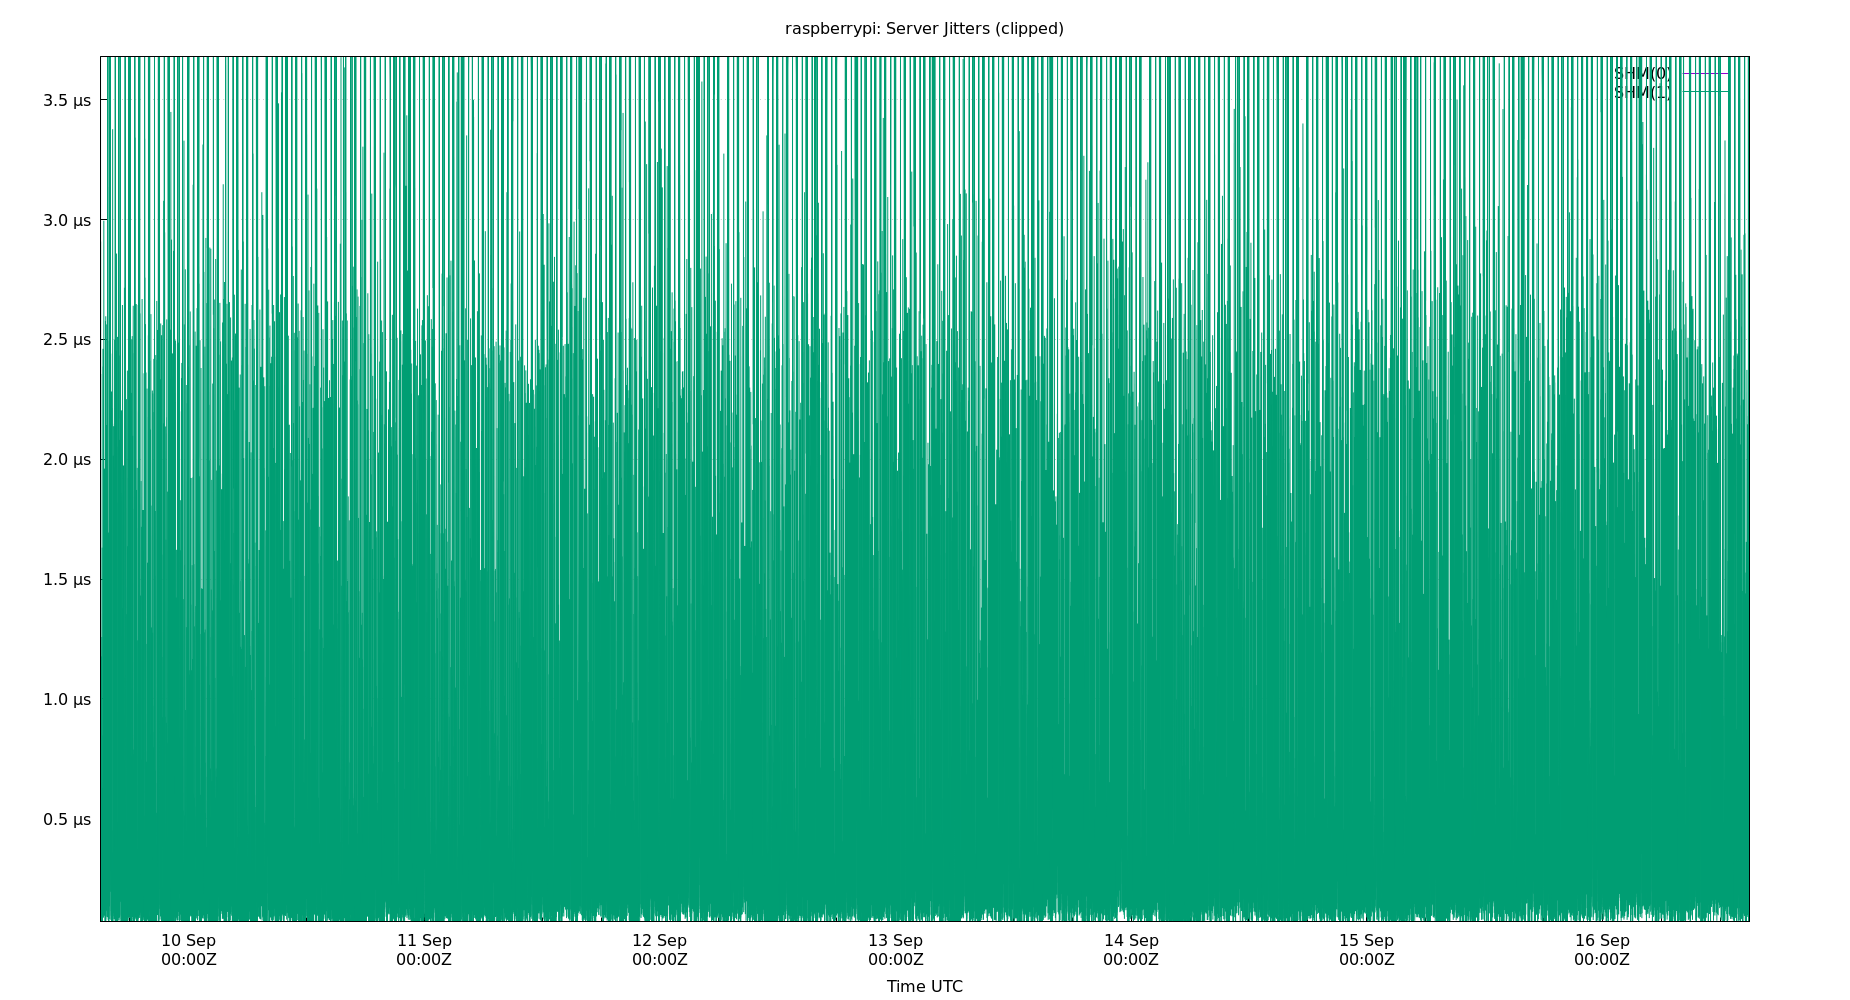 raspberrypi: Server Jitters (clipped)
SHM(0)
SHM(1)
3.5 µs
3.0 µs
2.5 µs
2.0 µs
1.5 µs
1.0 µs
0.5 µs
10 Sep 11 Sep 12 Sep 13 Sep 14 Sep 15 Sep 16 Sep
00:00Z 00:00Z 00:00Z 00:00Z 00:00Z 00:00Z 00:00Z
Time UTC